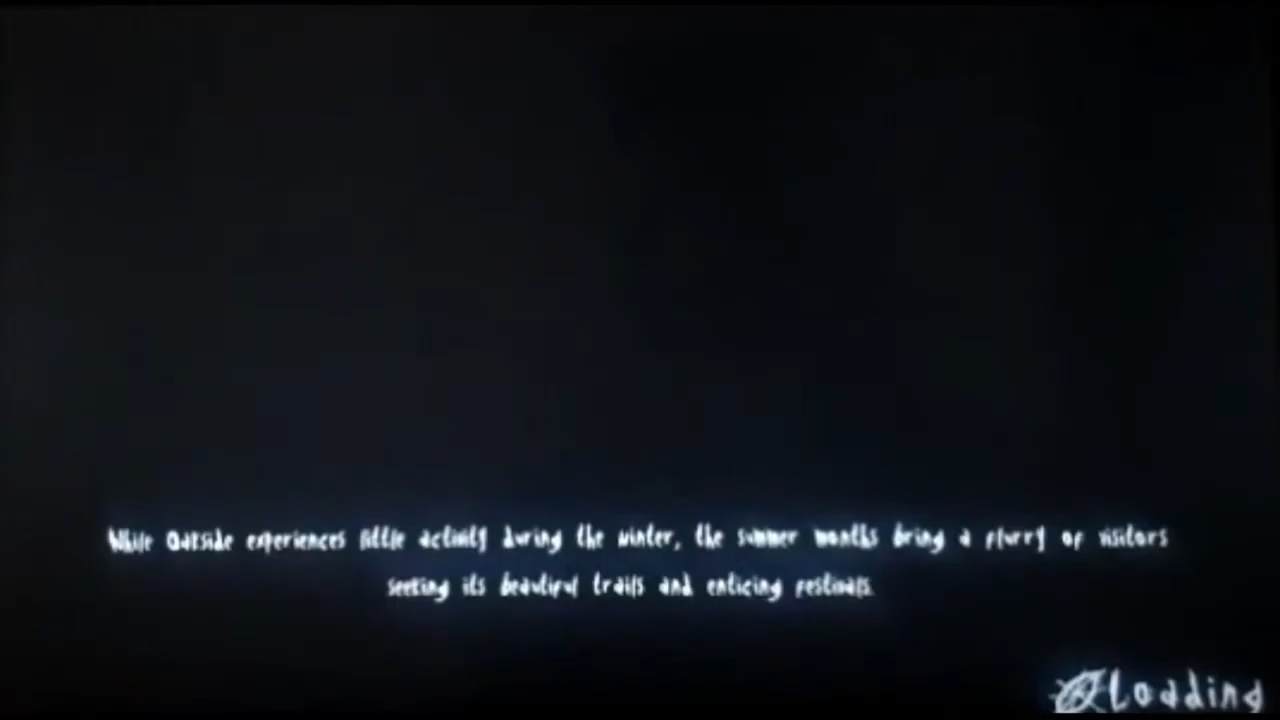 While Oatside experiences little activity during the winter, the summer months bring a flurry of visitors
seeking its beautiful trails and enticing festivals.
Loading